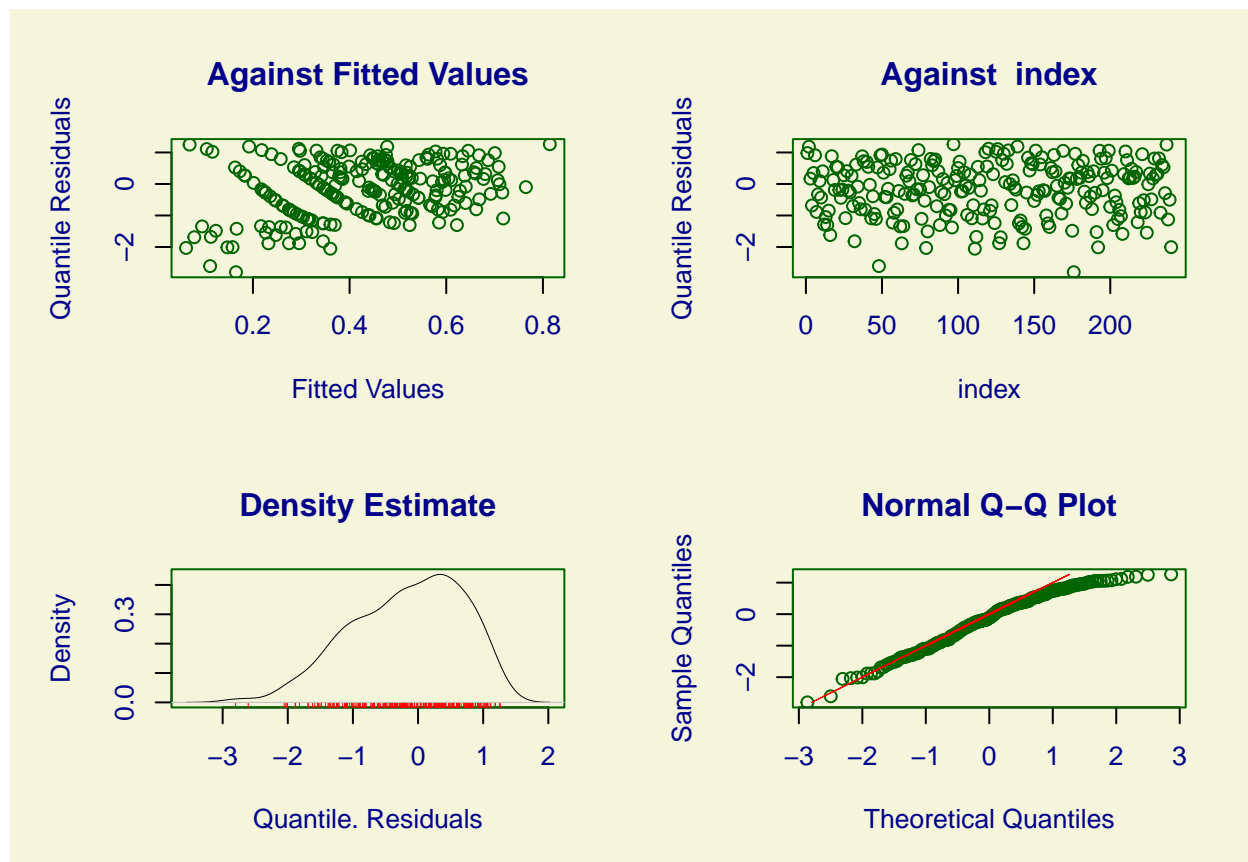 Against Fitted Values
Quantile Residuals
0
−2
0.2 0.4 0.6 0.8
Fitted Values
Against  index
Quantile Residuals
0
−2
0 50 100 150 200
index
Density Estimate
Density
0.3
0.0
−3 −2 −1 0 1 2
Quantile. Residuals
Normal Q−Q Plot
Sample Quantiles
0
−2
−3 −2 −1 0 1 2 3
Theoretical Quantiles